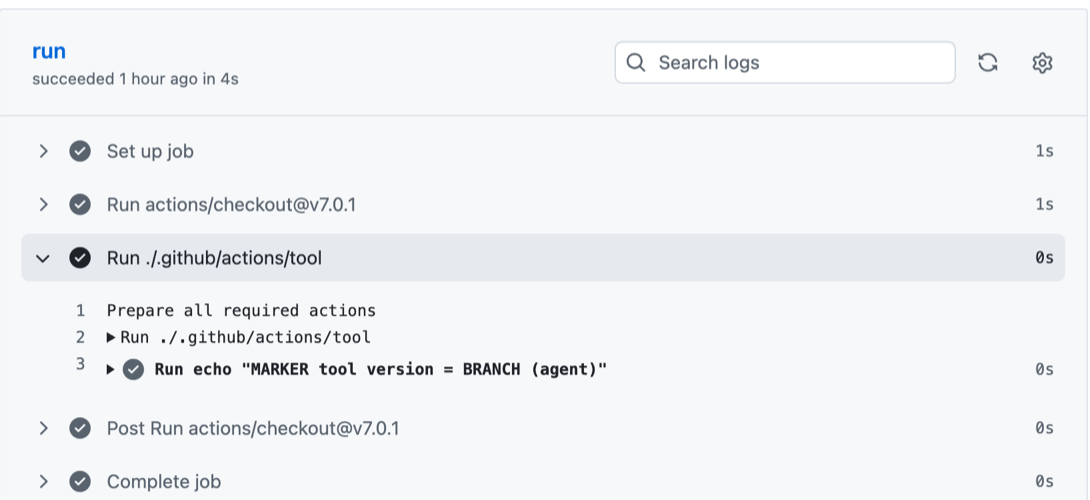 run
succeeded 1 hour ago in 4s
Search logs
Set up job 1s
Run actions/checkout@v7.0.1 1s
Run ./.github/actions/tool 0s
1 Prepare all required actions
2 Run ./.github/actions/tool
3 Run echo "MARKER tool version = BRANCH (agent)" 0s
Post Run actions/checkout@v7.0.1 0s
Complete job 0s